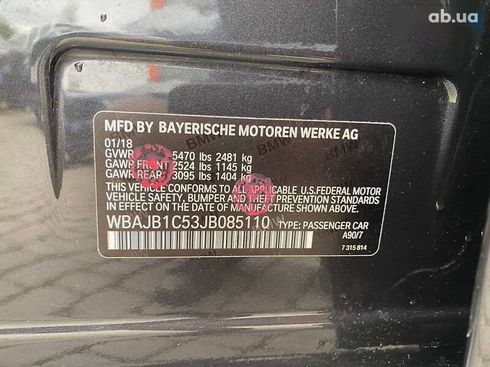 ab.ua
MFD BY BAYERISCHE MOTOREN WERKE AG
01/18
GVWR 5470 lbs 2481 kg
GAWR FRONT 2524 lbs 1145 kg
GAWR REAR 3095 lbs 1404 kg
THIS VEHICLE CONFORMS TO ALL APPLICABLE U.S. FEDERAL MOTOR
VEHICLE SAFETY, BUMPER, AND THEFT PREVENTION STANDARDS IN
EFFECT ON THE DATE OF MANUFACTURE SHOWN ABOVE.
WBAJB1C53JB085110 TYPE: PASSENGER CAR
A90/7
7 315 814